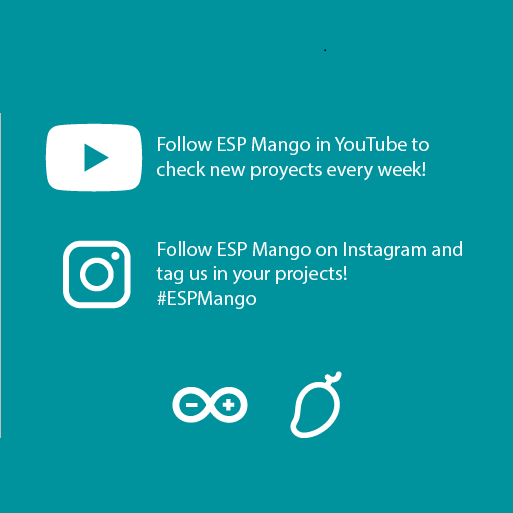 Follow ESP Mango in YouTube to
check new proyects every week!
Follow ESP Mango on Instagram and
tag us in your projects!
#ESPMango